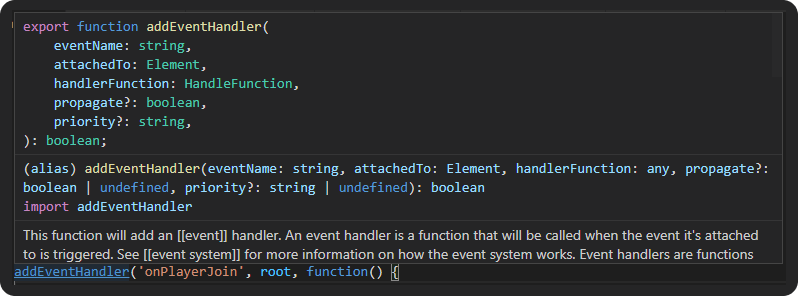 export function addEventHandler(
    eventName: string,
    attachedTo: Element,
    handlerFunction: HandleFunction,
    propagate?: boolean,
    priority?: string,
): boolean;
(alias) addEventHandler(eventName: string, attachedTo: Element, handlerFunction: any, propagate?:
boolean | undefined, priority?: string | undefined): boolean
import addEventHandler
This function will add an [[event]] handler. An event handler is a function that will be called when the event it's attached
to is triggered. See [[event system]] for more information on how the event system works. Event handlers are functions
addEventHandler('onPlayerJoin', root, function() {